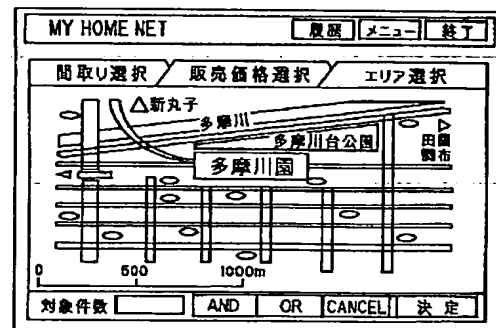 MY HOME NET 履歴 メニュー 終了
間取り選択 販売価格選択 エリア選択
△新丸子
多摩川
多摩川台公園
▷
田園
調布
多摩川園
◁
0 500 1000m
対象件数 AND OR CANCEL 決定